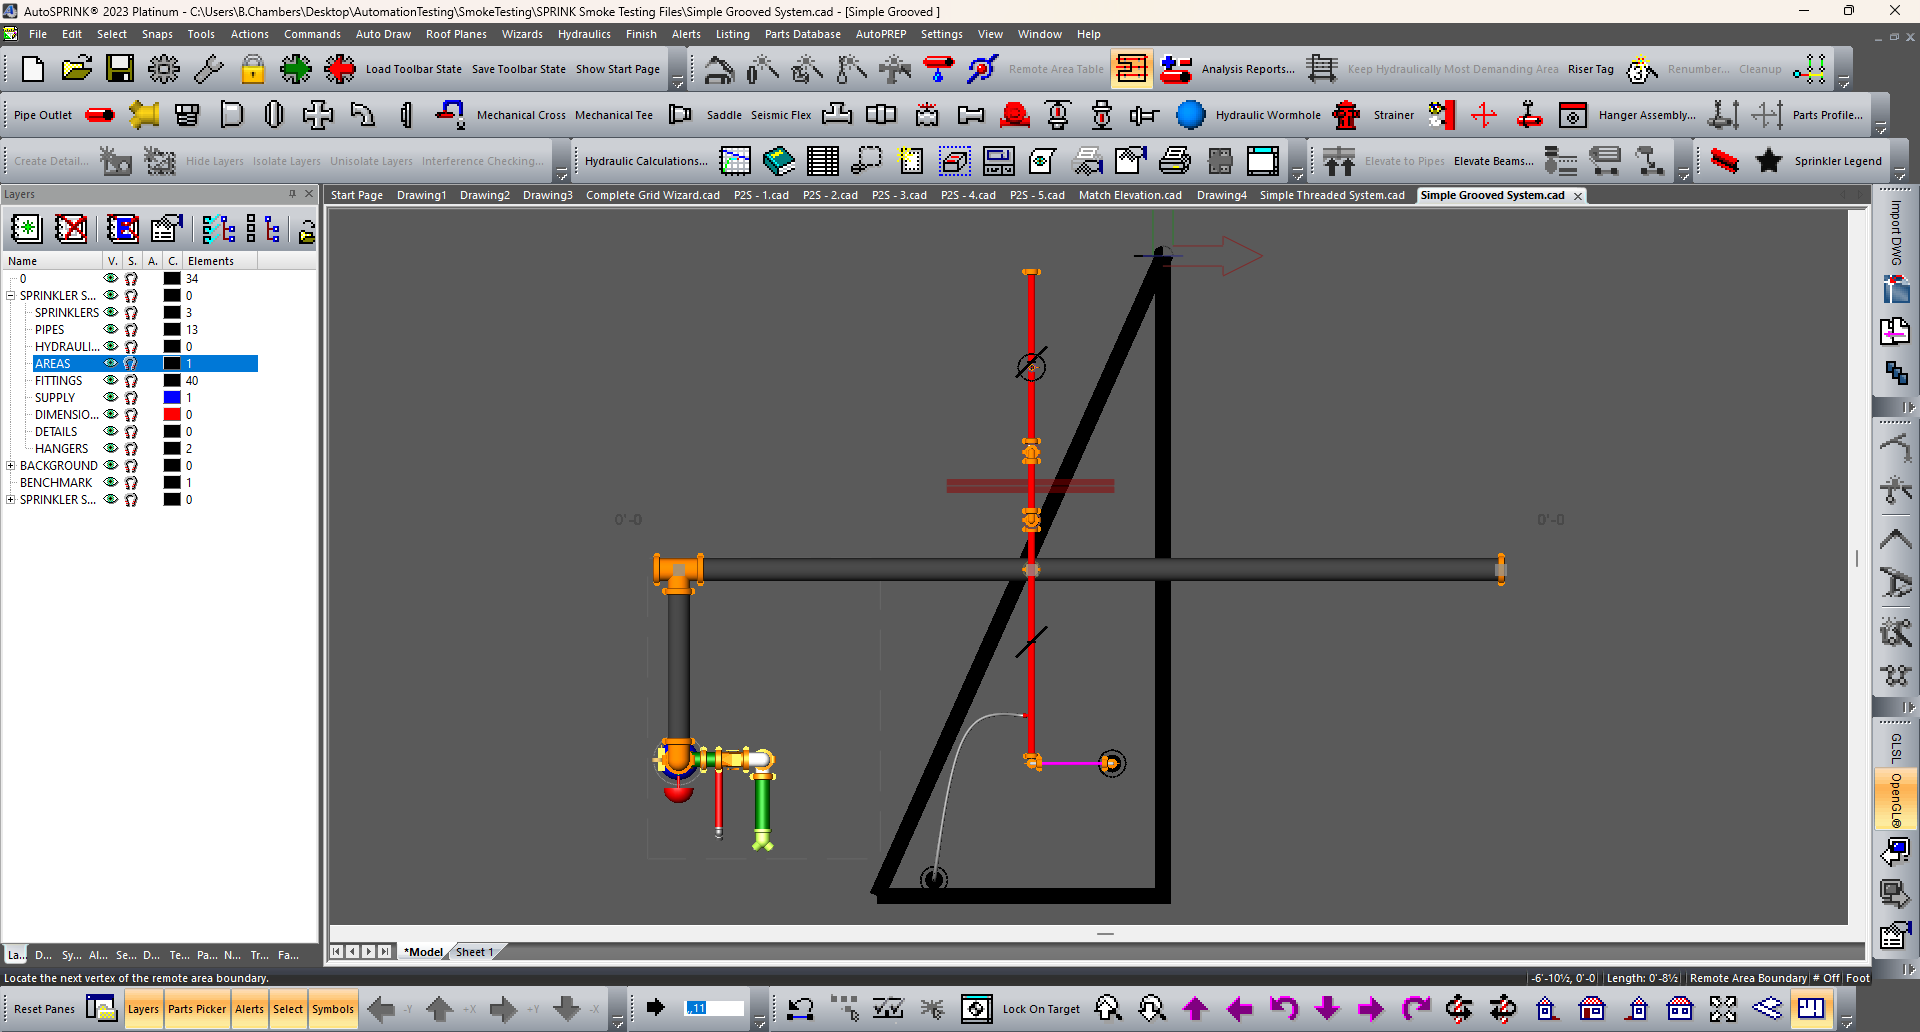 AutoSPRINK® 2023 Platinum - C:\Users\B.Chambers\Desktop\AutomationTesting\SmokeTesting\SPRINK Smoke Testing Files\Simple Grooved System.cad - [Simple Grooved ]
File Edit Select Snaps Tools Actions Commands Auto Draw Roof Planes Wizards Hydraulics Finish Alerts Listing Parts Database AutoPREP Settings View Window Help
Load Toolbar State Save Toolbar State Show Start Page Remote Area Table Analysis Reports... Keep Hydraulically Most Demanding Area Riser Tag Renumber... Cleanup
Pipe Outlet Mechanical Cross Mechanical Tee Saddle Seismic Flex Hydraulic Wormhole Strainer Hanger Assembly... Parts Profile...
Create Detail... Hide Layers Isolate Layers Unisolate Layers Interference Checking... Hydraulic Calculations... Elevate to Pipes Elevate Beams... Sprinkler Legend
Layers
Start Page Drawing1 Drawing2 Drawing3 Complete Grid Wizard.cad P2S - 1.cad P2S - 2.cad P2S - 3.cad P2S - 4.cad P2S - 5.cad Match Elevation.cad Drawing4 Simple Threaded System.cad Simple Grooved System.cad
Name V. S. A. C. Elements
0 34
SPRINKLER S... 0
SPRINKLERS 3
PIPES 13
HYDRAULI... 0
AREAS 1
FITTINGS 40
SUPPLY 1
DIMENSIO... 0
DETAILS 0
HANGERS 2
BACKGROUND 0
BENCHMARK 1
SPRINKLER S... 0
0'-0
0'-0
Import DWG
GLSL
OpenGL®
La... D... Sy... Al... Se... D... Te... Pa... N... Tr... Fa...
*Model Sheet 1
Locate the next vertex of the remote area boundary.
-6'-10½, 0'-0 Length: 0'-8½ Remote Area Boundary # Off Foot
Reset Panes Layers Parts Picker Alerts Select Symbols -Y +X +Y -X ,,11 Lock On Target